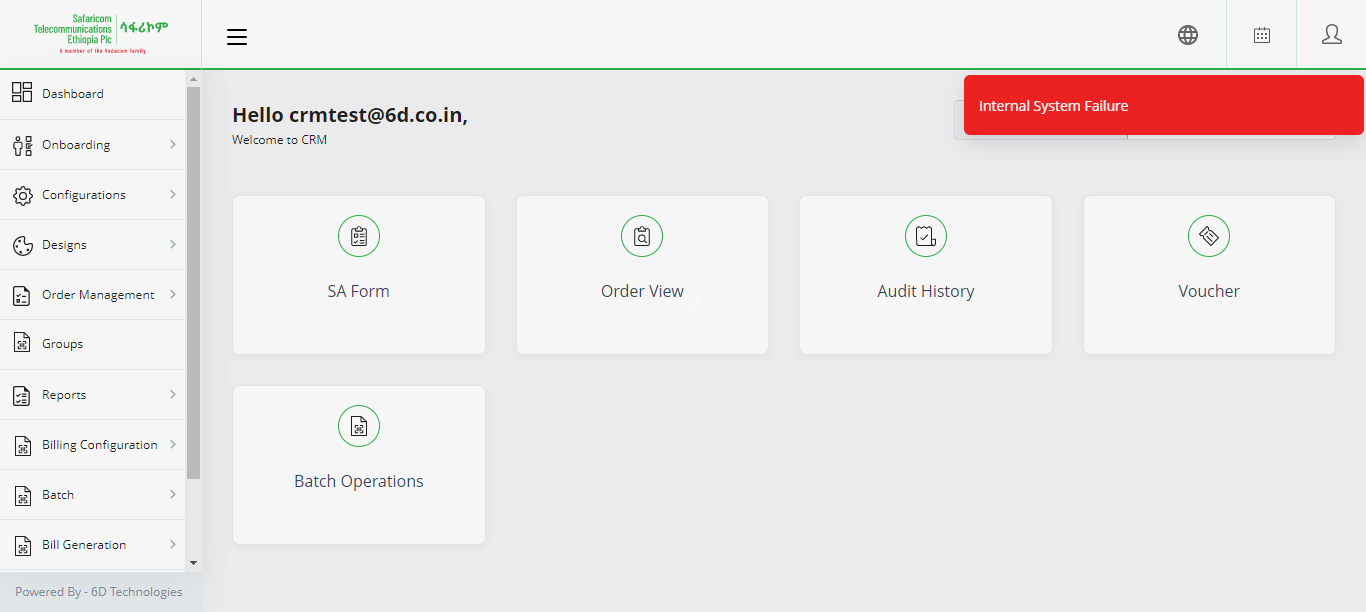 Safaricom
Telecommunications
Ethiopia Plc
ሳፋሪኮም
A member of the Vodacom family
Internal System Failure
Hello crmtest@6d.co.in,
Welcome to CRM
Dashboard
Onboarding
Configurations
Designs
Order Management
Groups
Reports
Billing Configuration
Batch
Bill Generation
Powered By - 6D Technologies
SA Form
Order View
Audit History
Voucher
Batch Operations